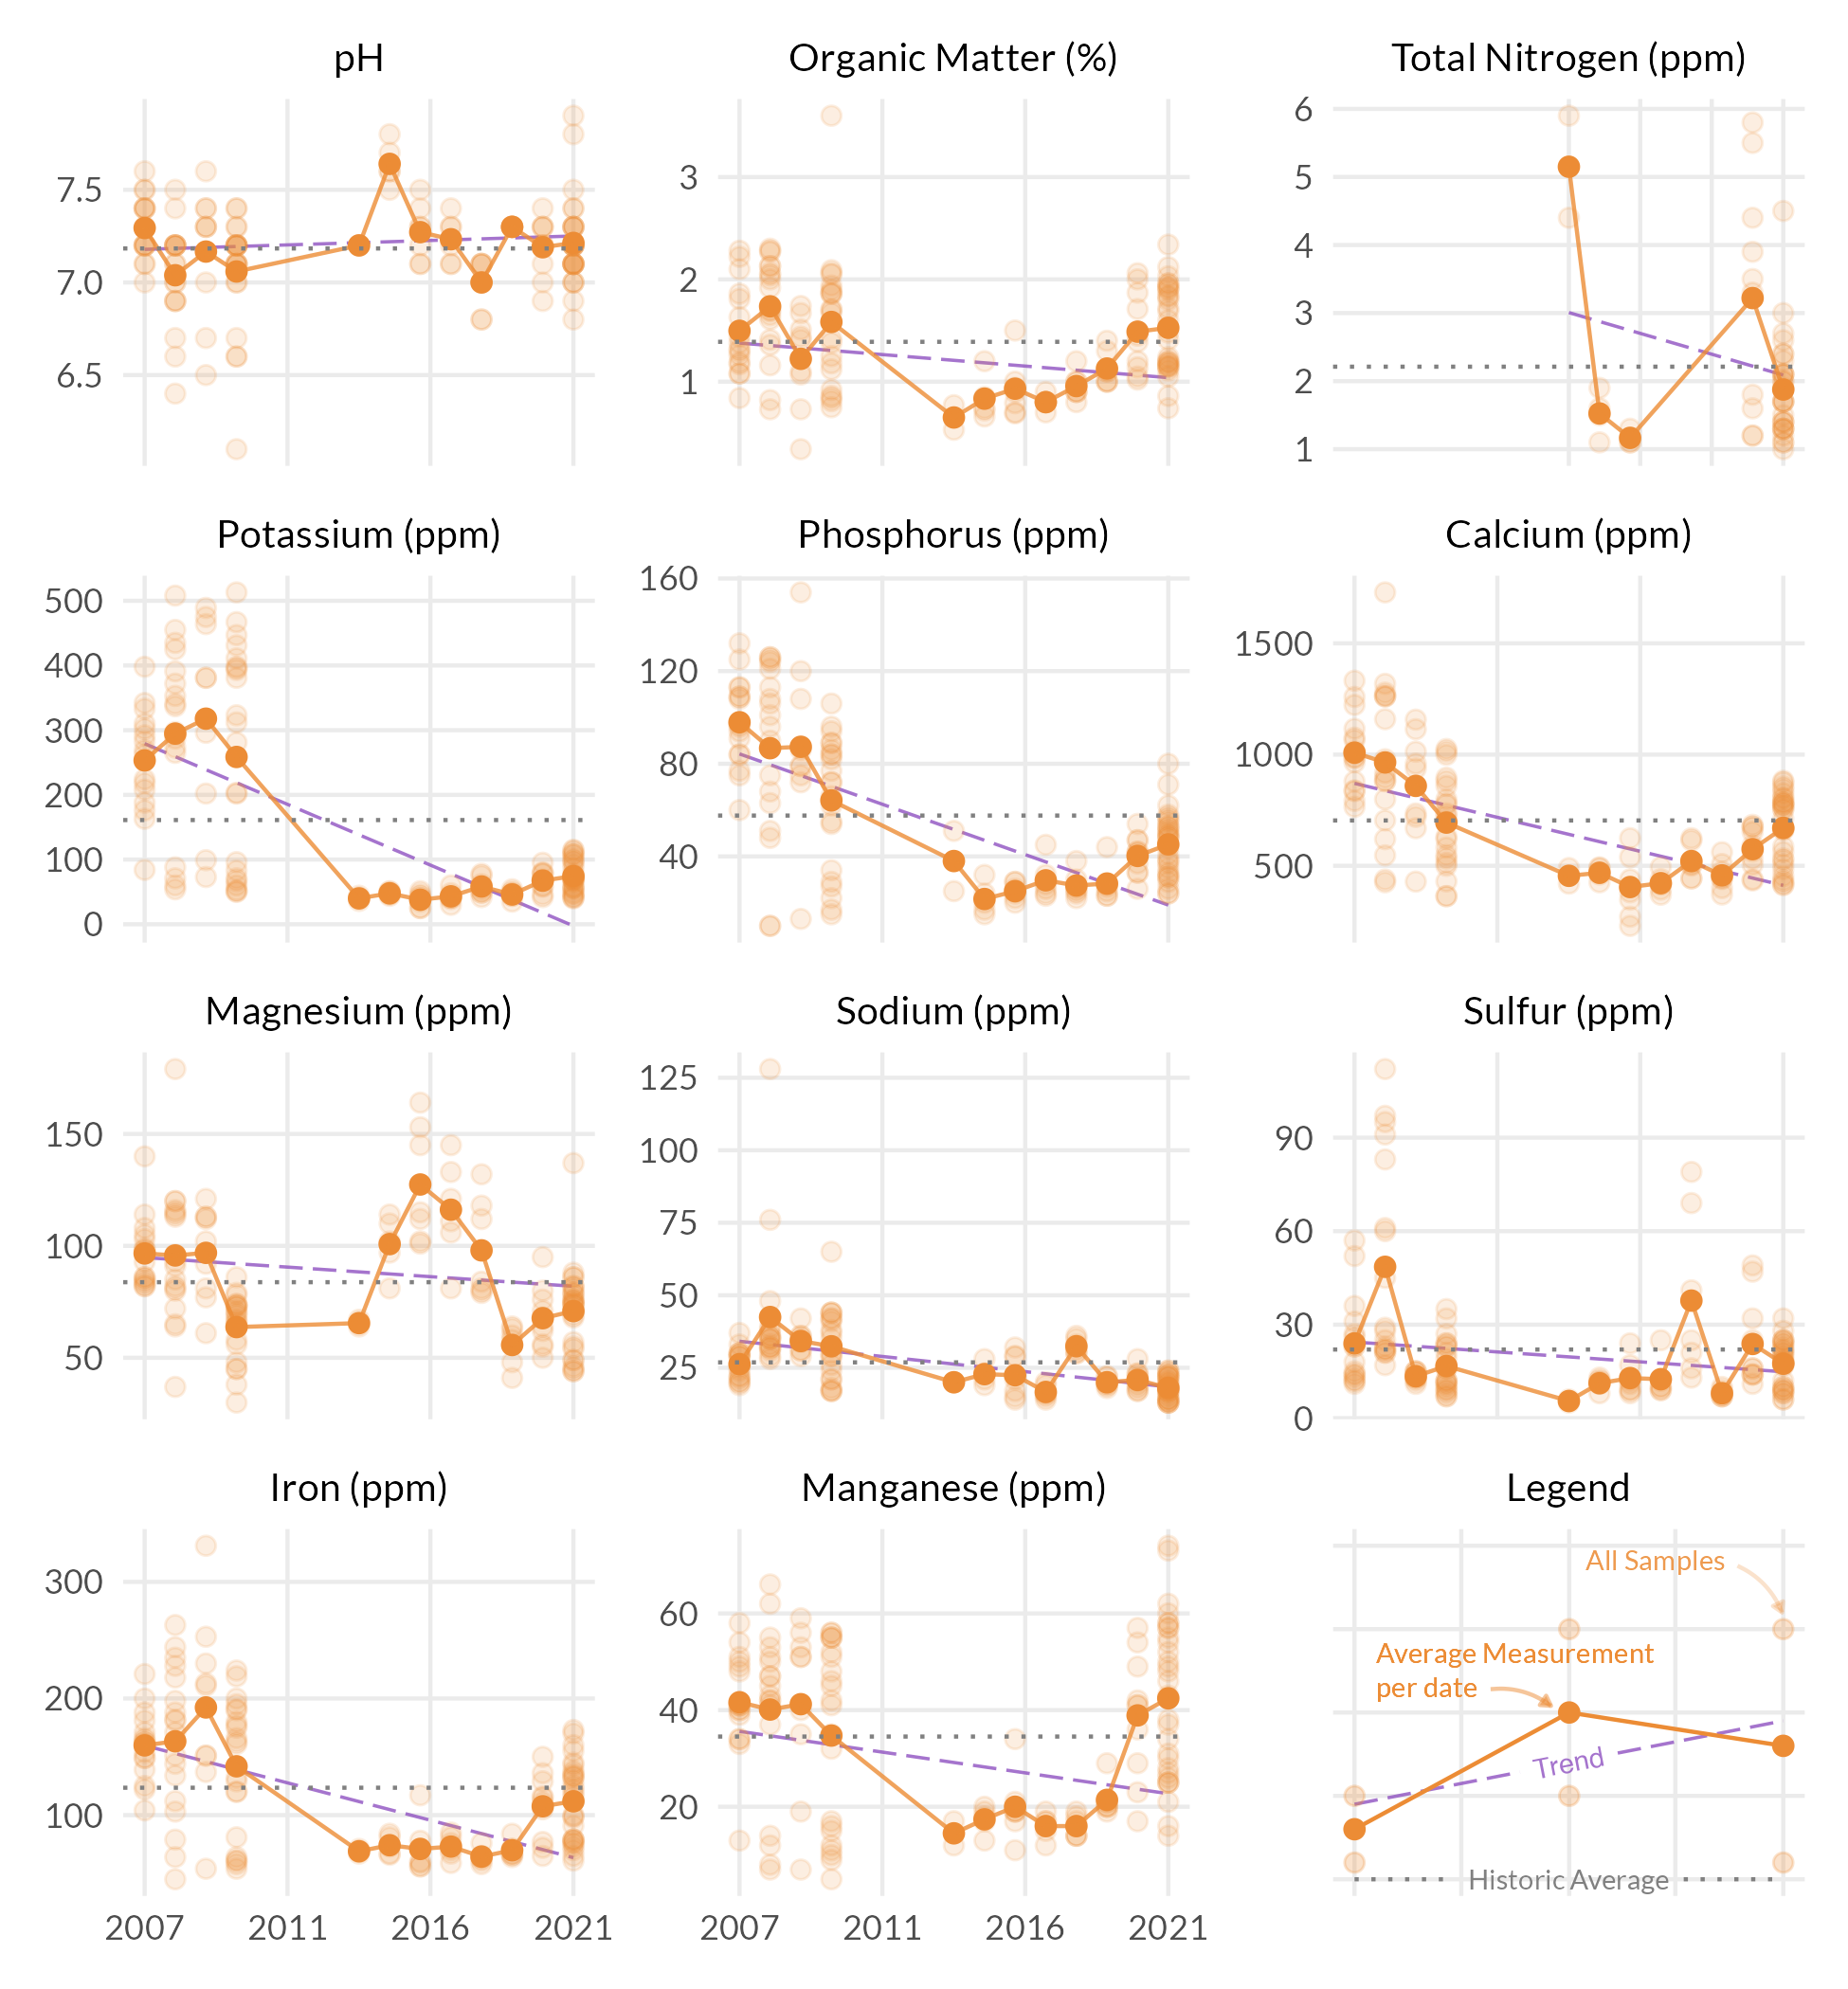 pH
Organic Matter (%)
Total Nitrogen (ppm)
7.5
7.0
6.5
3
2
1
6
5
4
3
2
1
Potassium (ppm)
Phosphorus (ppm)
Calcium (ppm)
500
400
300
200
100
0
160
120
80
40
1500
1000
500
Magnesium (ppm)
Sodium (ppm)
Sulfur (ppm)
150
100
50
125
100
75
50
25
90
60
30
0
Iron (ppm)
Manganese (ppm)
Legend
300
200
100
60
40
20
All Samples
Average Measurement
per date
Trend
Historic Average
2007 2011 2016 2021
2007 2011 2016 2021